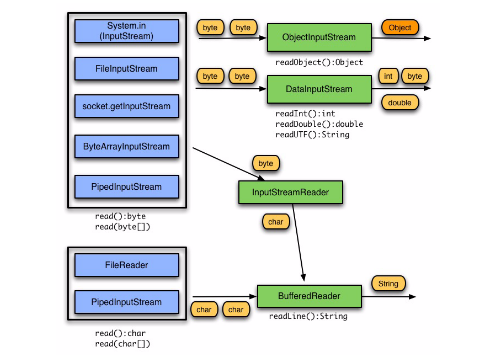 System.in
(InputStream)
FileInputStream
socket.getInputStream
ByteArrayInputStream
PipedInputStream
read():byte
read(byte[])
byte byte
ObjectInputStream
Object
readObject():Object
byte byte
DataInputStream
int byte
double
readInt():int
readDouble():double
readUTF():String
byte
InputStreamReader
char
FileReader
PipedInputStream
read():char
read(char[])
char char
BufferedReader
String
readLine():String